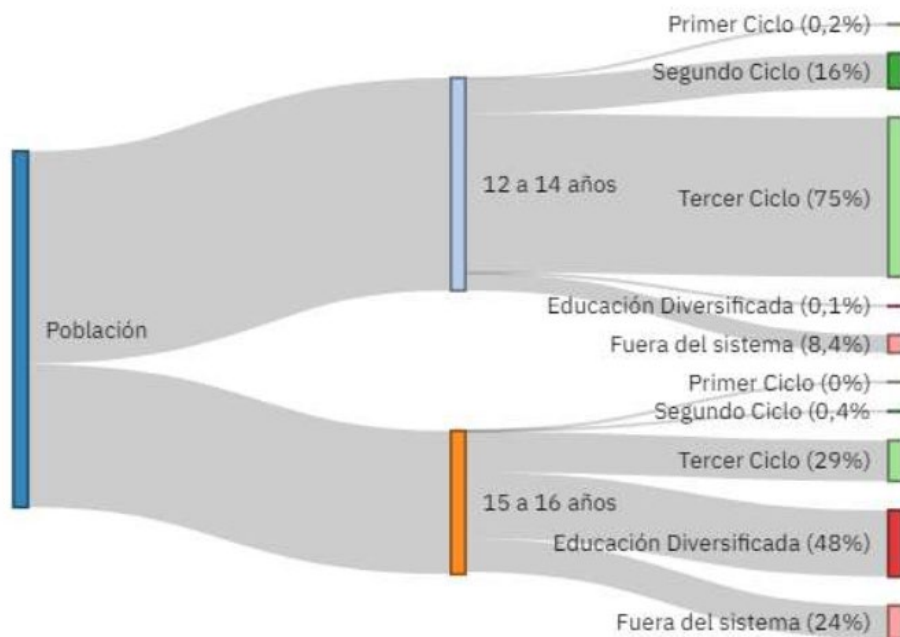 Primer Ciclo (0,2%)
Segundo Ciclo (16%)
12 a 14 años
Tercer Ciclo (75%)
Educación Diversificada (0,1%)
Población
Fuera del sistema (8,4%)
Primer Ciclo (0%)
Segundo Ciclo (0,4%
Tercer Ciclo (29%)
15 a 16 años
Educación Diversificada (48%)
Fuera del sistema (24%)